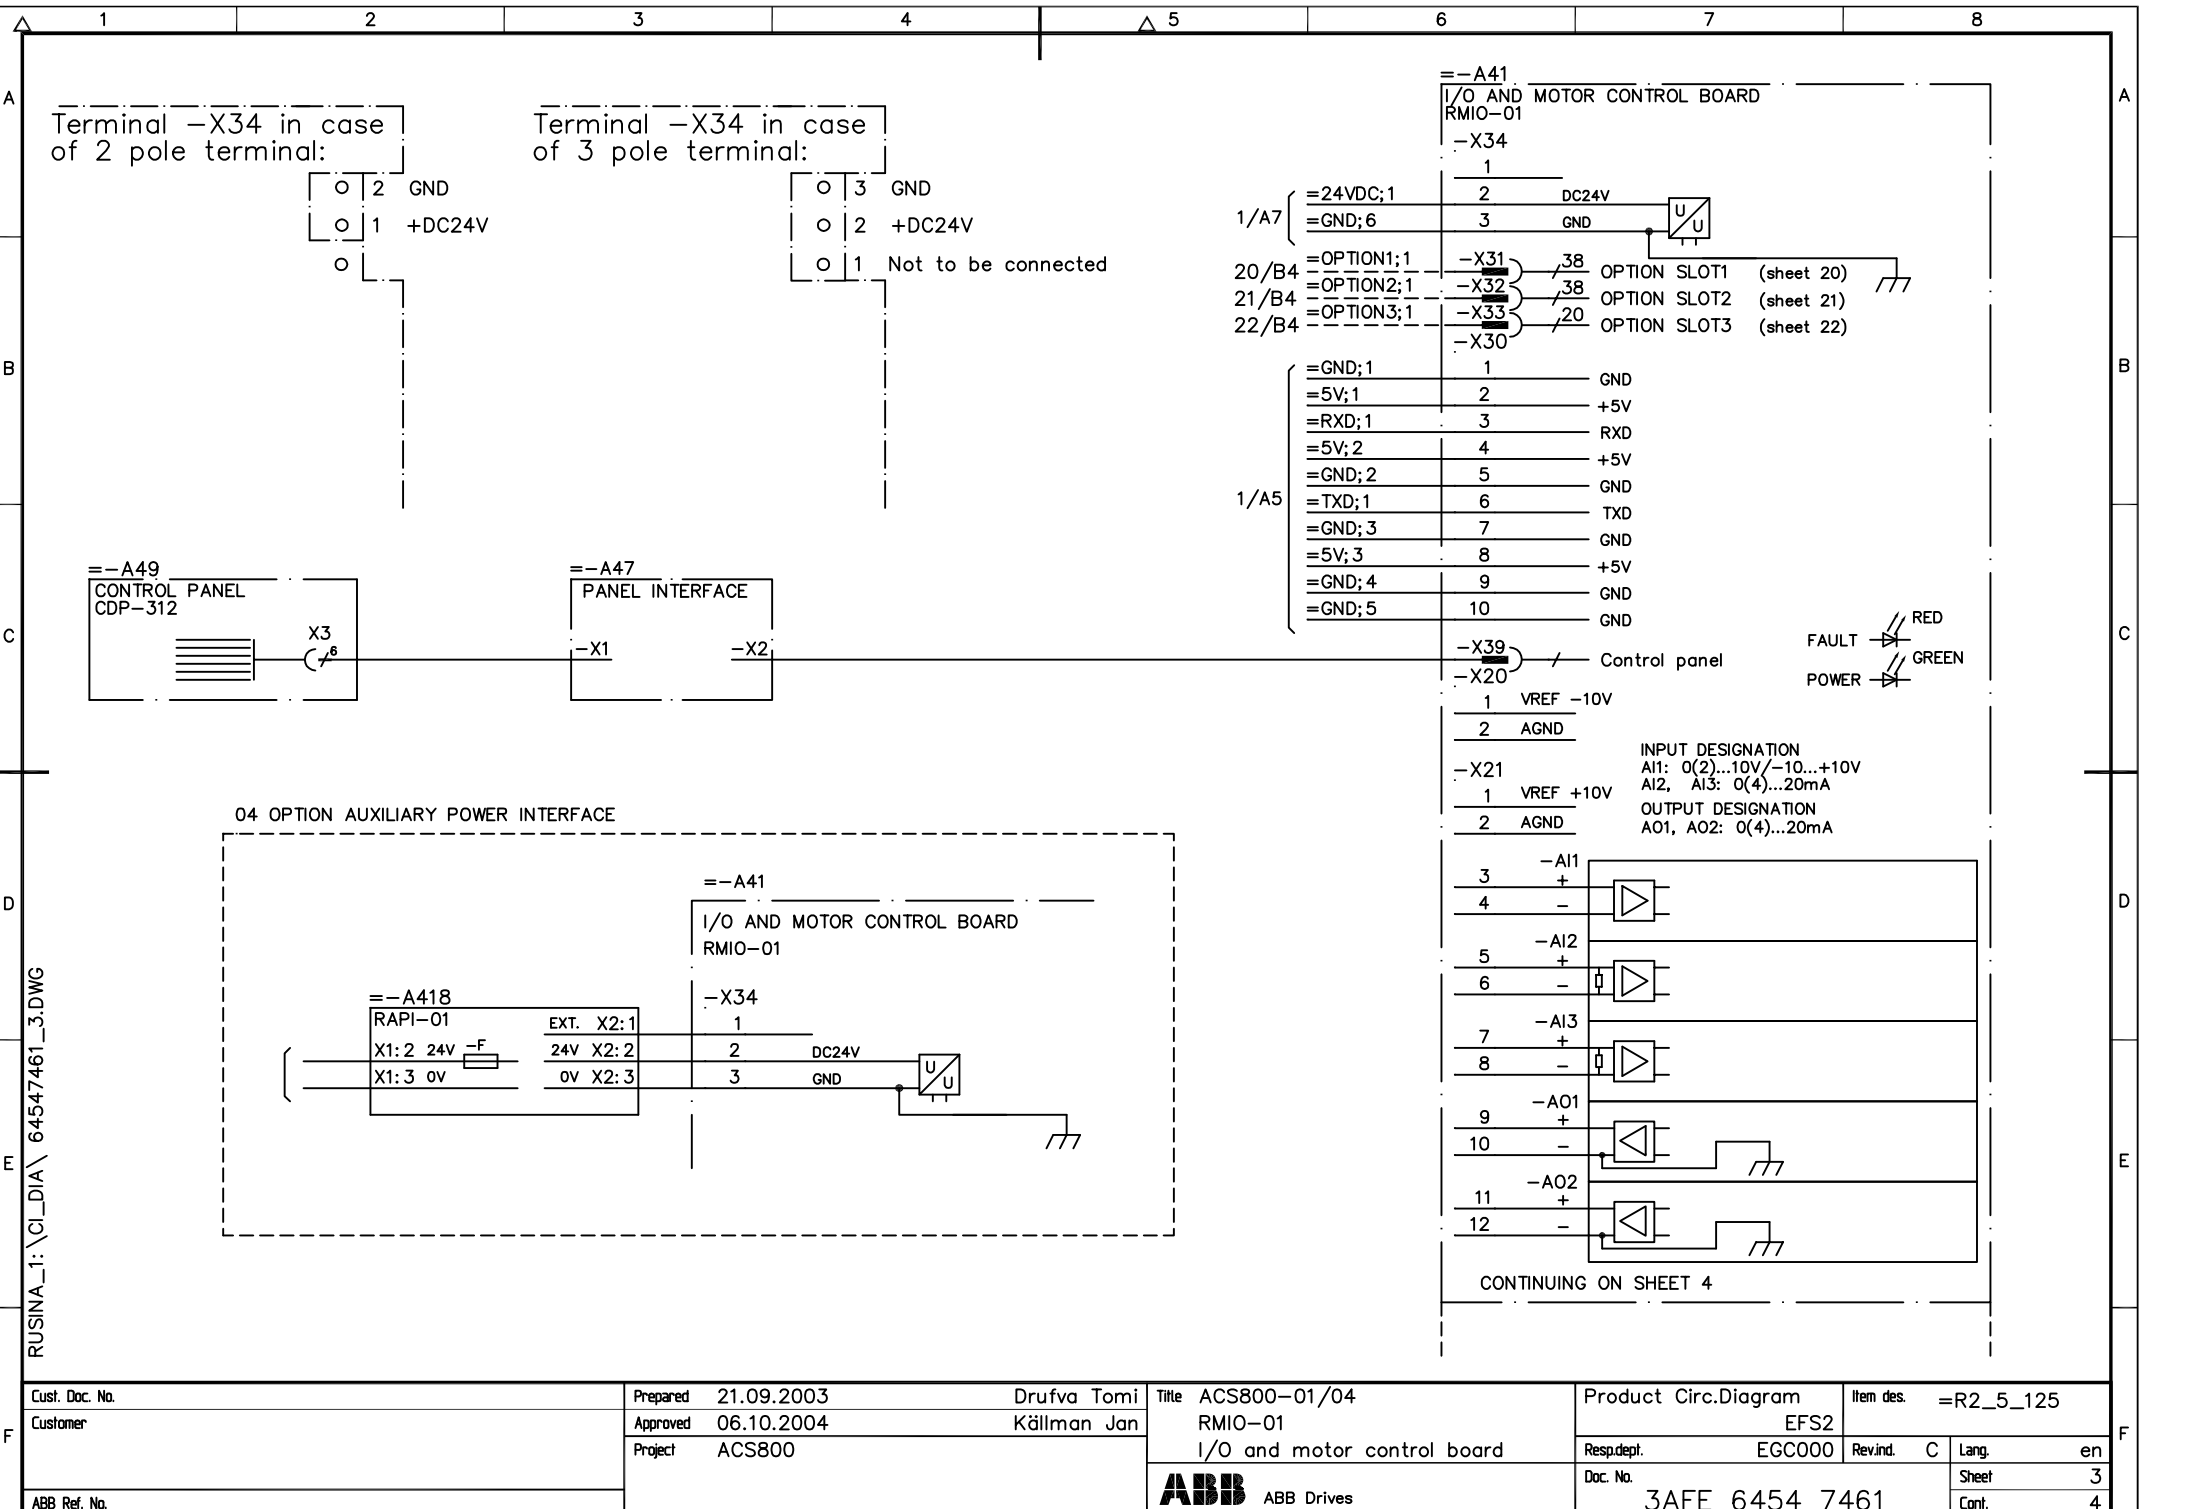 1 2 3 4 5 6 7 8
A
B
C
D
E
F
A
B
C
D
E
F
Terminal -X34 in case
of 2 pole terminal:
2 GND
1 +DC24V
Terminal -X34 in case
of 3 pole terminal:
3 GND
2 +DC24V
1 Not to be connected
=-A41
I/O AND MOTOR CONTROL BOARD
RMIO-01
-X34
1
1/A7
=24VDC;1 2 DC24V
=GND;6 3 GND
U
U
20/B4 =OPTION1;1 -X31 38 OPTION SLOT1 (sheet 20)
21/B4 =OPTION2;1 -X32 38 OPTION SLOT2 (sheet 21)
22/B4 =OPTION3;1 -X33 20 OPTION SLOT3 (sheet 22)
-X30
1/A5
=GND;1 1 GND
=5V;1 2 +5V
=RXD;1 3 RXD
=5V;2 4 +5V
=GND;2 5 GND
=TXD;1 6 TXD
=GND;3 7 GND
=5V;3 8 +5V
=GND;4 9 GND
=GND;5 10 GND
=-A49
CONTROL PANEL
CDP-312
X3
6
=-A47
PANEL INTERFACE
-X1 -X2
-X39 Control panel
FAULT RED
POWER GREEN
-X20
1 VREF -10V
2 AGND
-X21
1 VREF +10V
2 AGND
INPUT DESIGNATION
AI1: 0(2)...10V/-10...+10V
AI2, AI3: 0(4)...20mA
OUTPUT DESIGNATION
AO1, AO2: 0(4)...20mA
-AI1
3 +
4 -
-AI2
5 +
6 -
-AI3
7 +
8 -
-AO1
9 +
10 -
-AO2
11 +
12 -
CONTINUING ON SHEET 4
04 OPTION AUXILIARY POWER INTERFACE
=-A41
I/O AND MOTOR CONTROL BOARD
RMIO-01
=-A418
RAPI-01
-X34
EXT. X2:1 1
X1:2 24V -F 24V X2:2 2 DC24V
X1:3 0V 0V X2:3 3 GND
U
U
RUSINA_1:\CI_DIA\ 64547461_3.DWG
Cust. Doc. No.
Customer
ABB Ref. No.
Prepared 21.09.2003 Drufva Tomi
Approved 06.10.2004 Källman Jan
Project ACS800
Title ACS800-01/04
RMIO-01
I/O and motor control board
ABB ABB Drives
Product Circ.Diagram
EFS2
Item des. =R2_5_125
Resp.dept. EGC000
Rev.ind. C
Lang. en
Doc. No.
3AFE 6454 7461
Sheet 3
Cont. 4